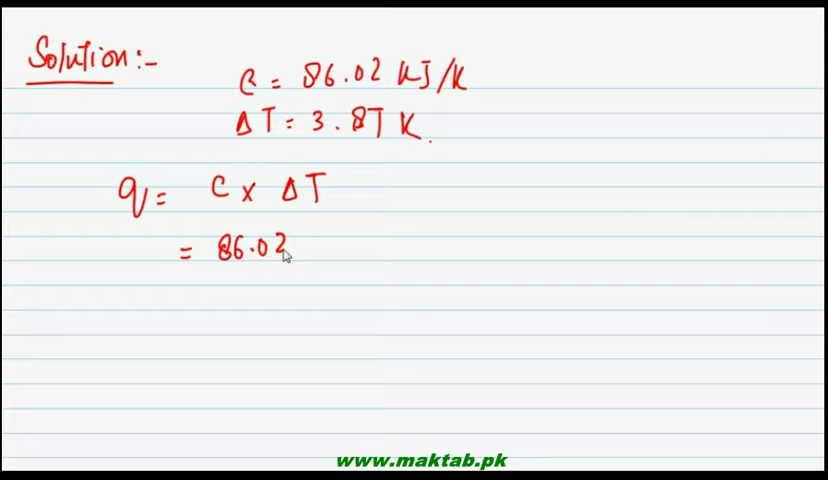 Solution :-
C = 86.02 KJ/K
ΔT = 3.87 K.
q = C × ΔT
= 86.02
www.maktab.pk